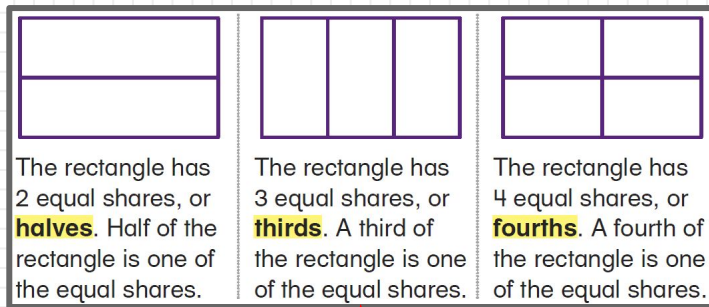 The rectangle has
2 equal shares, or
halves. Half of the
rectangle is one of
the equal shares.
The rectangle has
3 equal shares, or
thirds. A third of
the rectangle is one
of the equal shares.
The rectangle has
4 equal shares, or
fourths. A fourth of
the rectangle is one
of the equal shares.